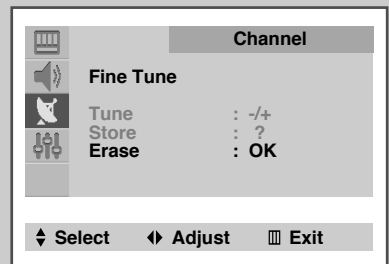 Channel
Fine Tune
Tune : -/+
Store : ?
Erase : OK
Select Adjust Exit